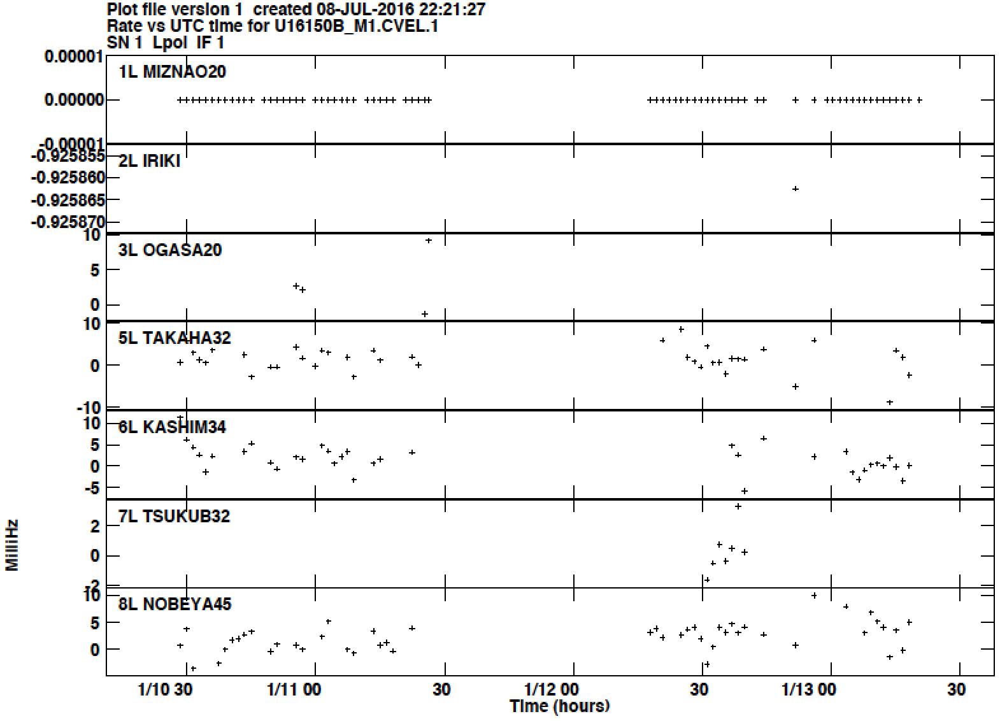 Plot file version 1 created 08-JUL-2016 22:21:27
Rate vs UTC time for U16150B_M1.CVEL.1
SN 1 Lpol IF 1
0.00001
1L MIZNAO20
0.00000
-0.00001
-0.925855
2L IRIKI
-0.925860
-0.925865
-0.925870
10
3L OGASA20
5
0
10
5L TAKAHA32
0
-10
10
6L KASHIM34
5
0
-5
7L TSUKUB32
2
0
-2
MilliHz
10
8L NOBEYA45
5
0
1/10 30 1/11 00 30 1/12 00 30 1/13 00 30
Time (hours)